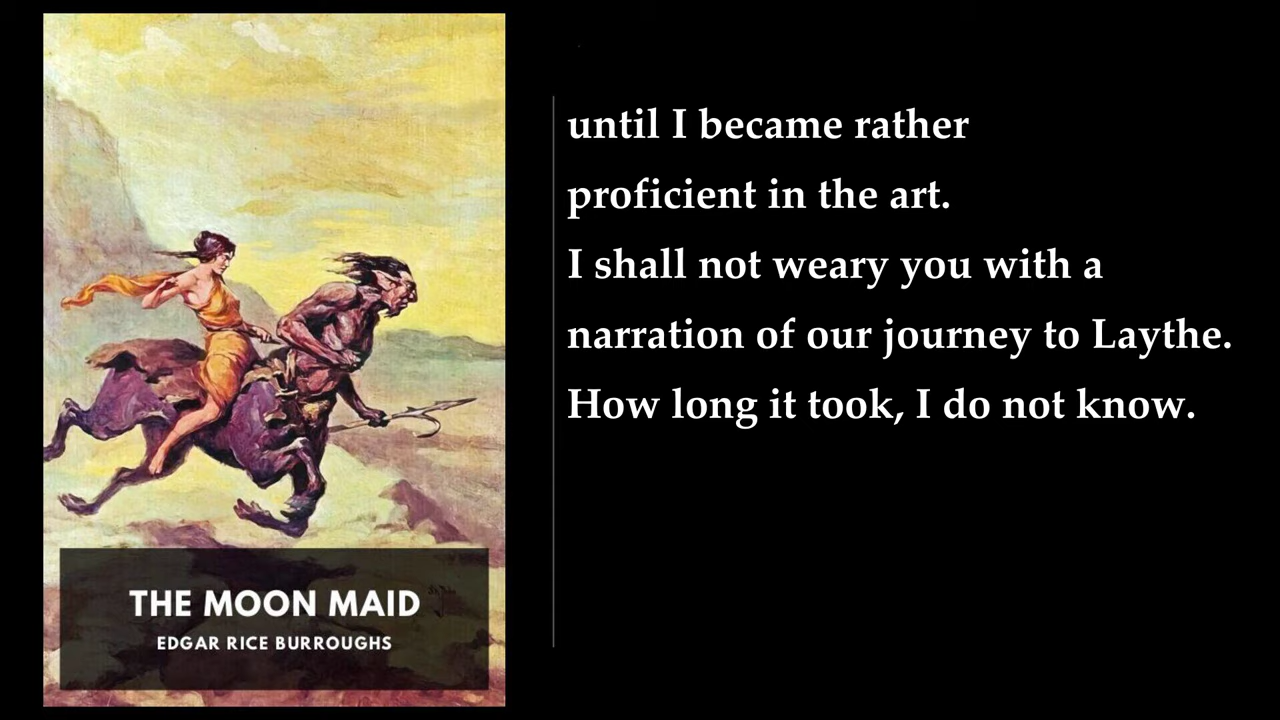 until I became rather
proficient in the art.
I shall not weary you with a
narration of our journey to Laythe.
How long it took, I do not know.
THE MOON MAID
EDGAR RICE BURROUGHS